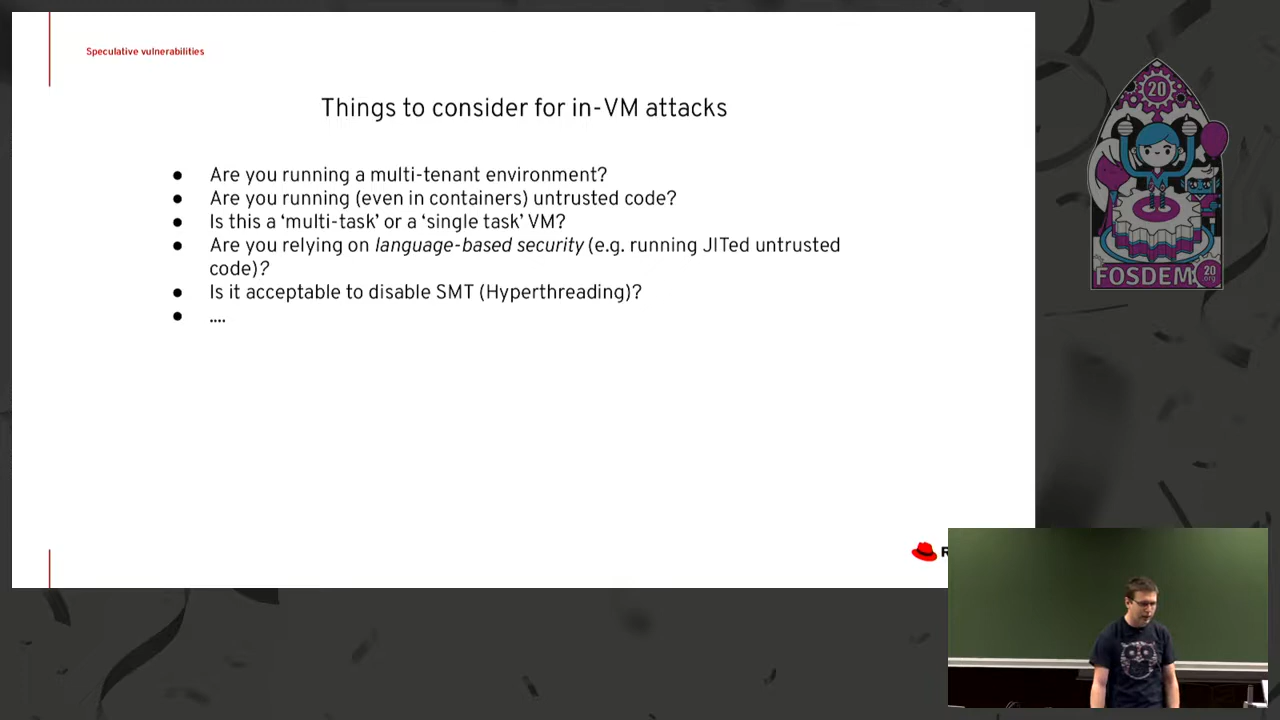 Speculative vulnerabilities
Things to consider for in-VM attacks
● Are you running a multi-tenant environment?
● Are you running (even in containers) untrusted code?
● Is this a ‘multi-task’ or a ‘single task’ VM?
● Are you relying on language-based security (e.g. running JITed untrusted
code)?
● Is it acceptable to disable SMT (Hyperthreading)?
● ....
20
FOSDEM
20
.org